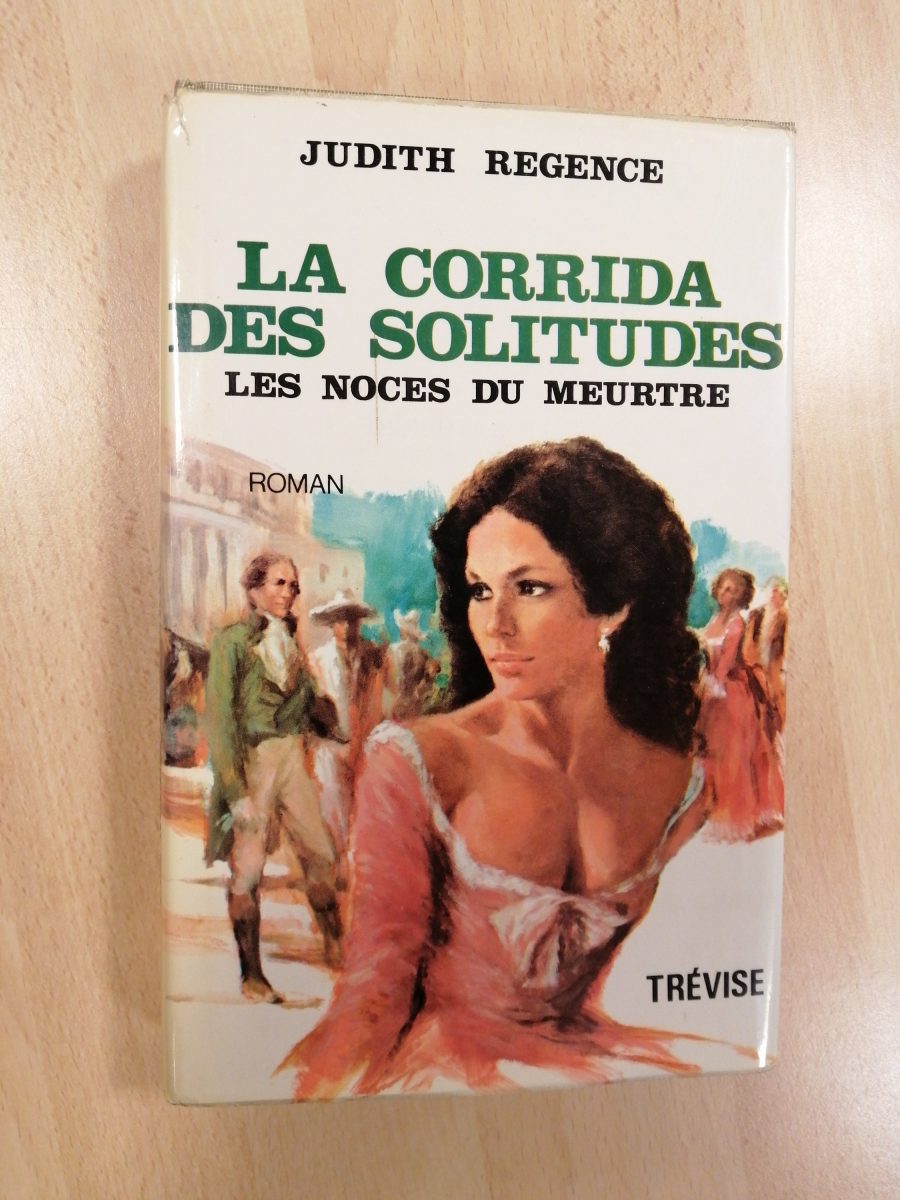 JUDITH REGENCE
LA CORRIDA
DES SOLITUDES
LES NOCES DU MEURTRE
ROMAN
TRÉVISE